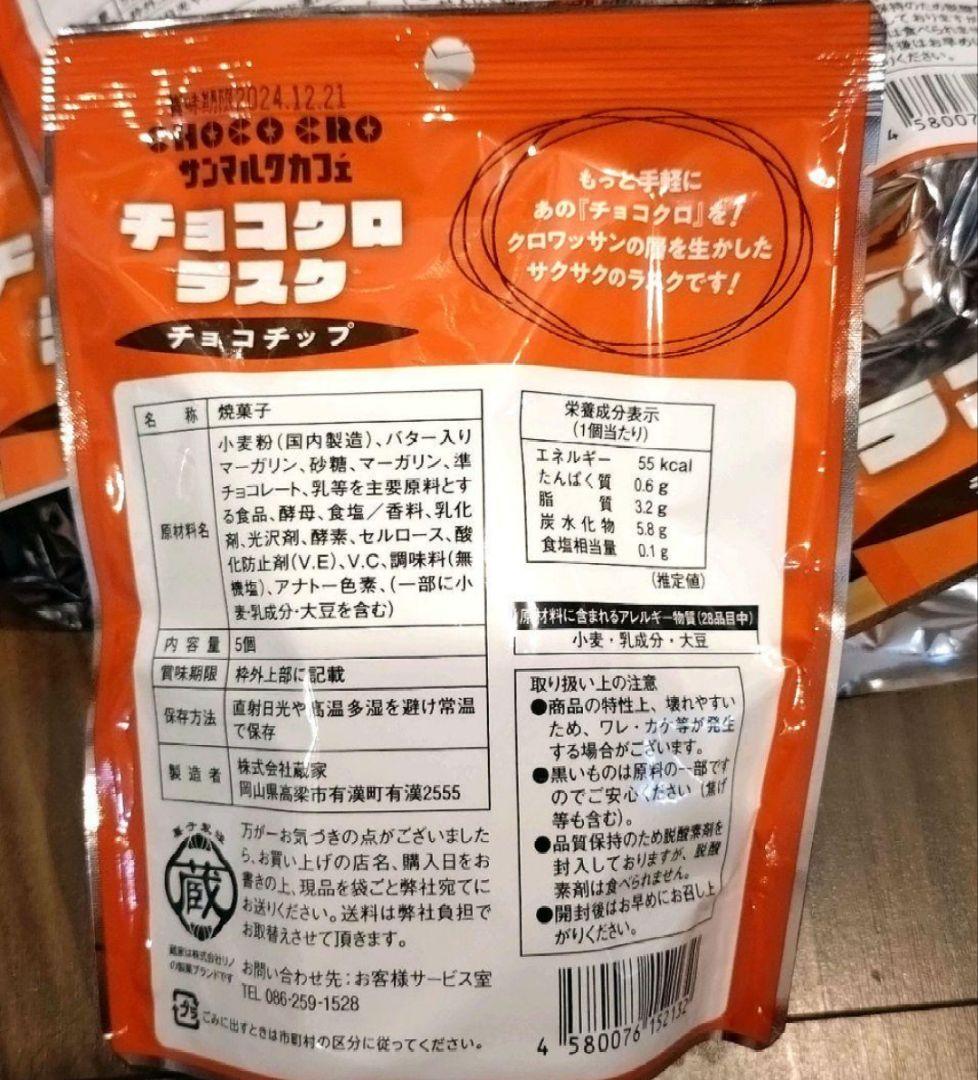 賞味期限2024.12.21
CHOCO CRO
サンマルクカフェ
チョコクロ
ラスク
チョコチップ
もっと手軽に
あの『チョコクロ』を!
クロワッサンの層を生かした
サクサクのラスクです!
名 称 焼菓子
原材料名
小麦粉(国内製造)、バター入り
マーガリン、砂糖、マーガリン、準
チョコレート、乳等を主要原料とす
る食品、酵母、食塩/香料、乳化
剤、光沢剤、酵素、セルロース、酸
化防止剤(V.E)、V.C、調味料(無
機塩)、アナトー色素、(一部に小
麦・乳成分・大豆を含む)
内容量 5個
賞味期限 枠外上部に記載
保存方法 直射日光や高温多湿を避け常温
で保存
製造者 株式会社蔵家
岡山県高梁市有漢町有漢2555
栄養成分表示
(1個当たり)
エネルギー 55 kcal
たんぱく質 0.6 g
脂 質 3.2 g
炭水化物 5.8 g
食塩相当量 0.1 g
(推定値)
原材料に含まれるアレルギー物質(28品目中)
小麦・乳成分・大豆
取り扱い上の注意
●商品の特性上、壊れやすい
ため、ワレ・カケ等が発生
する場合がございます。
●黒いものは原料の一部です
のでご安心ください(焦げ
等も含む)。
●品質保持のため脱酸素剤を
封入しておりますが、脱酸
素剤は食べられません。
●開封後はお早めにお召し上
がりください。
蔵
万が一お気づきの点がございました
ら、お買い上げの店名、購入日をお
書きの上、現品を袋ごと弊社宛てに
お送りください。送料は弊社負担で
お取替えさせて頂きます。
蔵家は株式会社リノ
の製菓ブランドです
お問い合わせ先:お客様サービス室
TEL 086-259-1528
プラ
ごみに出すときは市町村の区分に従ってください。
4 580076 152132